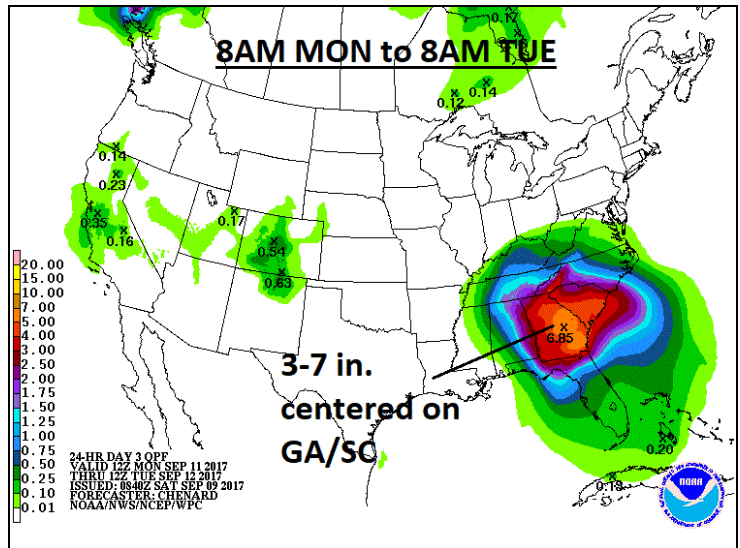 0.17
8AM MON to 8AM TUE
0.14
0.12
0.14
0.23
0.17
0.35
0.16
0.54
0.63
20.00
15.00
10.00
7.00
5.00
4.00
3.00
2.50
2.00
1.75
1.50
1.25
1.00
0.75
0.50
0.25
0.10
0.01
6.85
3-7 in.
centered on
GA/SC
0.20
0.13
24-HR DAY 3 QPF
VALID 12Z MON SEP 11 2017
THRU 12Z TUE SEP 12 2017
ISSUED: 0840Z SAT SEP 09 2017
FORECASTER: CHENARD
NOAA/NWS/NCEP/WPC
NOAA